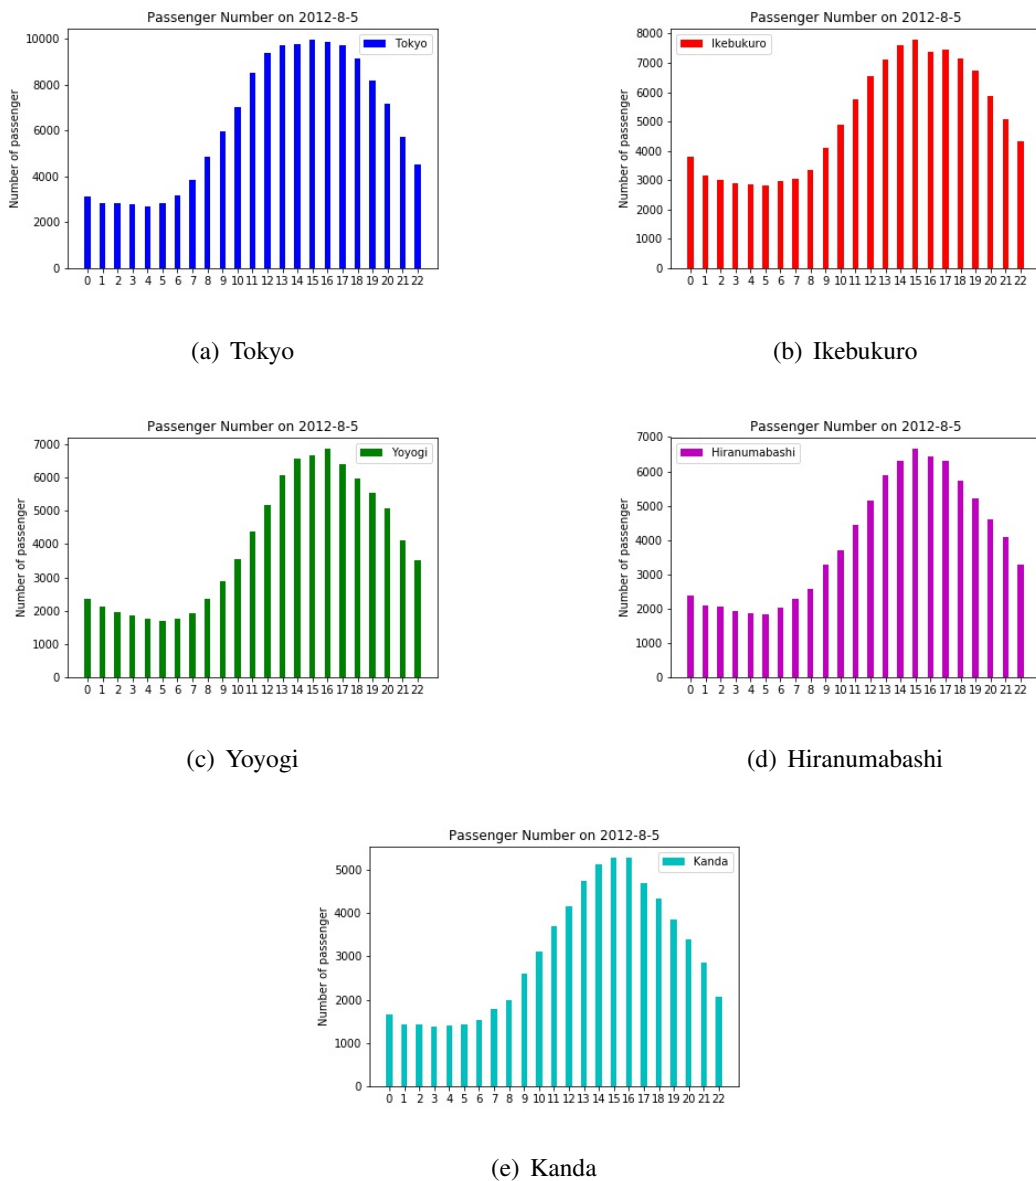 Passenger Number on 2012-8-5
Tokyo
Number of passenger
10000
8000
6000
4000
2000
0
0 1 2 3 4 5 6 7 8 9 10 11 12 13 14 15 16 17 18 19 20 21 22
(a) Tokyo
Passenger Number on 2012-8-5
Ikebukuro
Number of passenger
8000
7000
6000
5000
4000
3000
2000
1000
0
0 1 2 3 4 5 6 7 8 9 10 11 12 13 14 15 16 17 18 19 20 21 22
(b) Ikebukuro
Passenger Number on 2012-8-5
Yoyogi
Number of passenger
7000
6000
5000
4000
3000
2000
1000
0
0 1 2 3 4 5 6 7 8 9 10 11 12 13 14 15 16 17 18 19 20 21 22
(c) Yoyogi
Passenger Number on 2012-8-5
Hiranumabashi
Number of passenger
7000
6000
5000
4000
3000
2000
1000
0
0 1 2 3 4 5 6 7 8 9 10 11 12 13 14 15 16 17 18 19 20 21 22
(d) Hiranumabashi
Passenger Number on 2012-8-5
Kanda
Number of passenger
5000
4000
3000
2000
1000
0
0 1 2 3 4 5 6 7 8 9 10 11 12 13 14 15 16 17 18 19 20 21 22
(e) Kanda